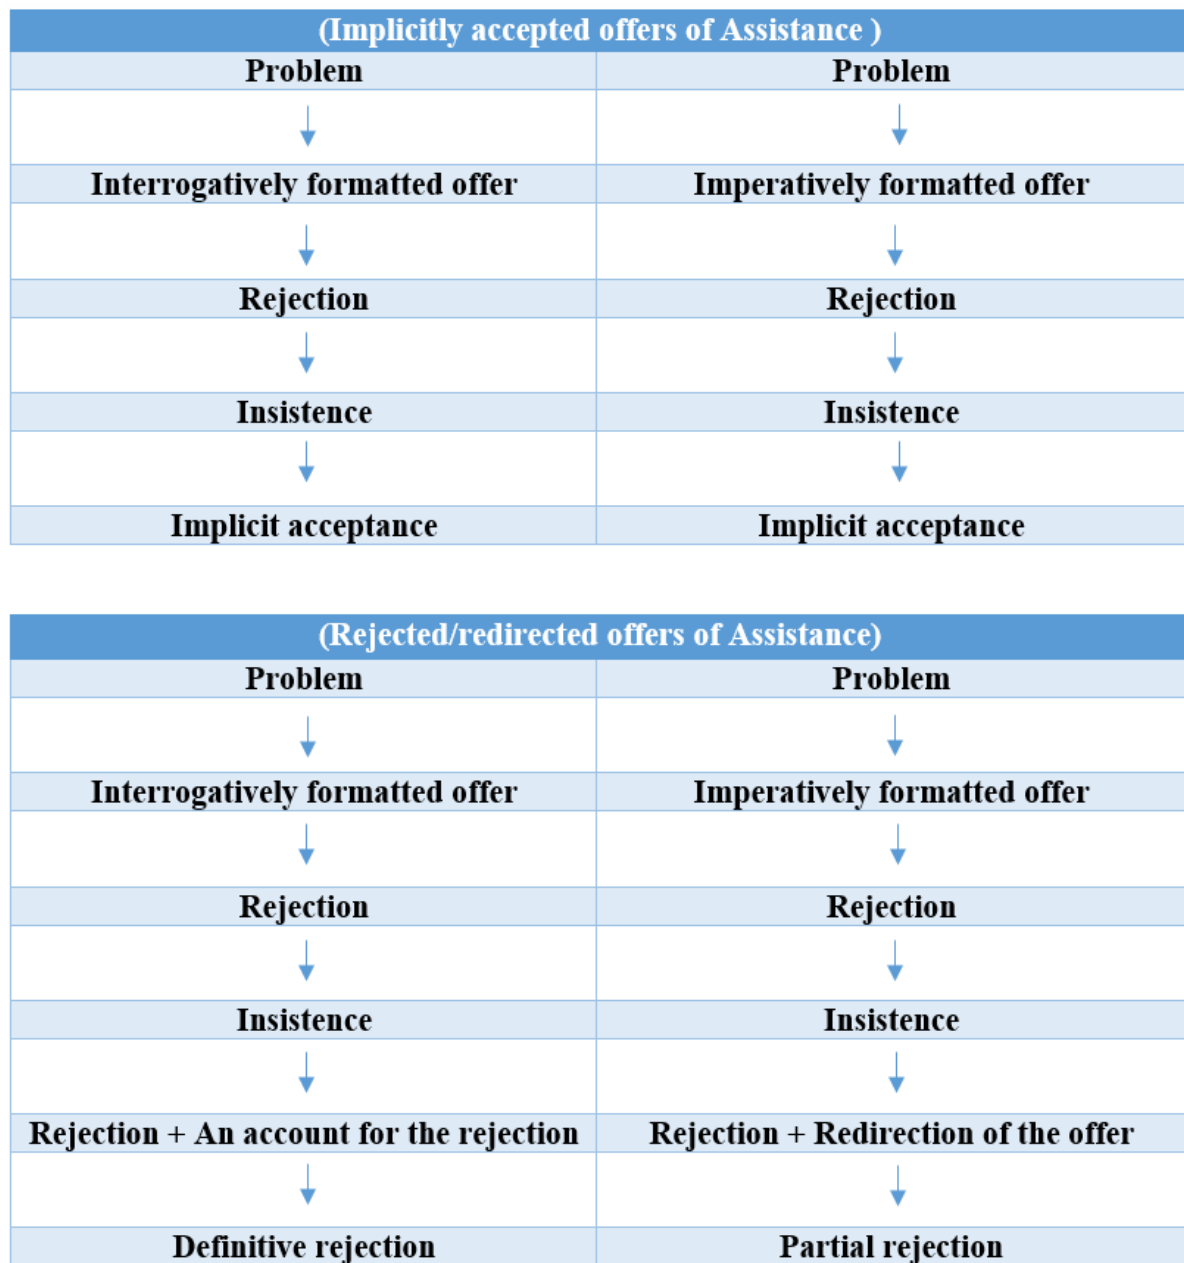 (Implicitly accepted offers of Assistance )
Problem Problem
Interrogatively formatted offer Imperatively formatted offer
Rejection Rejection
Insistence Insistence
Implicit acceptance Implicit acceptance
(Rejected/redirected offers of Assistance)
Problem Problem
Interrogatively formatted offer Imperatively formatted offer
Rejection Rejection
Insistence Insistence
Rejection + An account for the rejection Rejection + Redirection of the offer
Definitive rejection Partial rejection